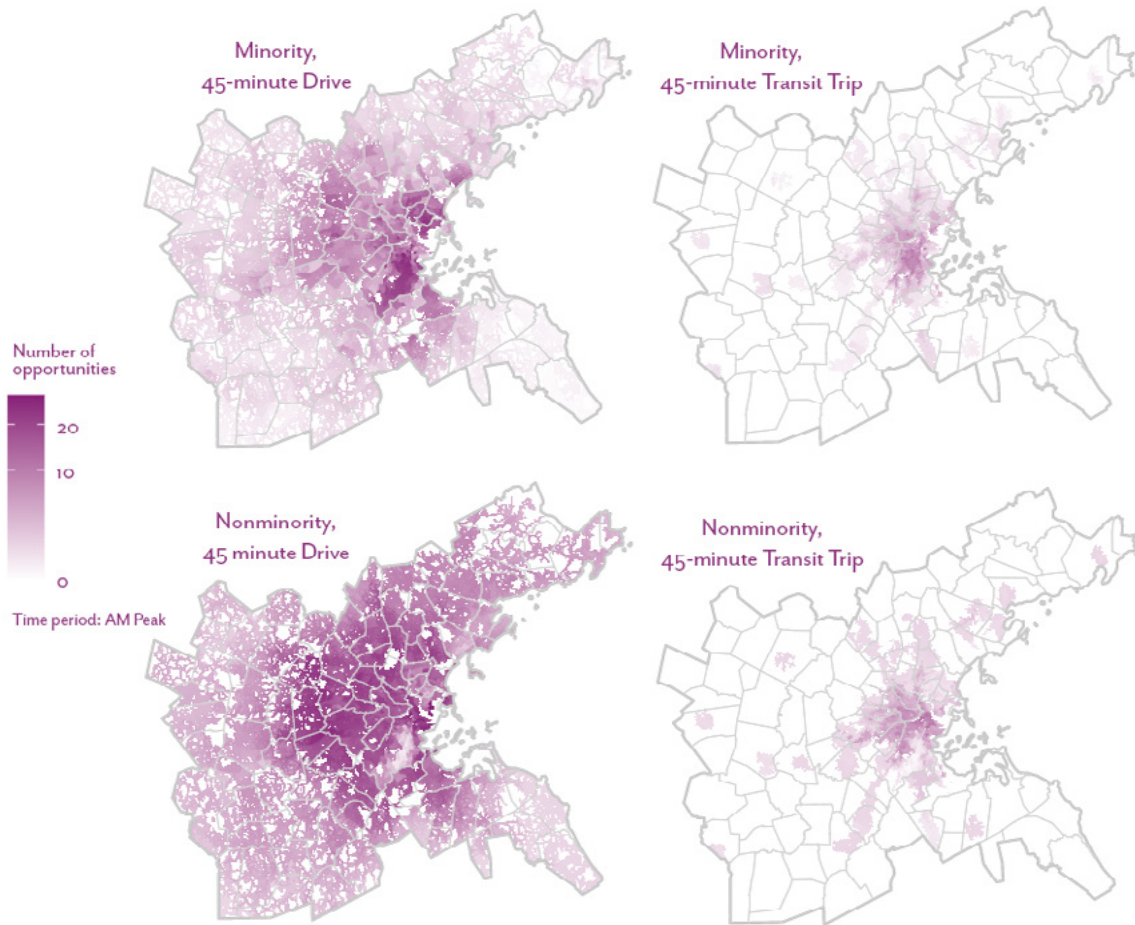 Minority,
45-minute Drive
Minority,
45-minute Transit Trip
Number of
opportunities
20
10
0
Time period: AM Peak
Nonminority,
45 minute Drive
Nonminority,
45-minute Transit Trip